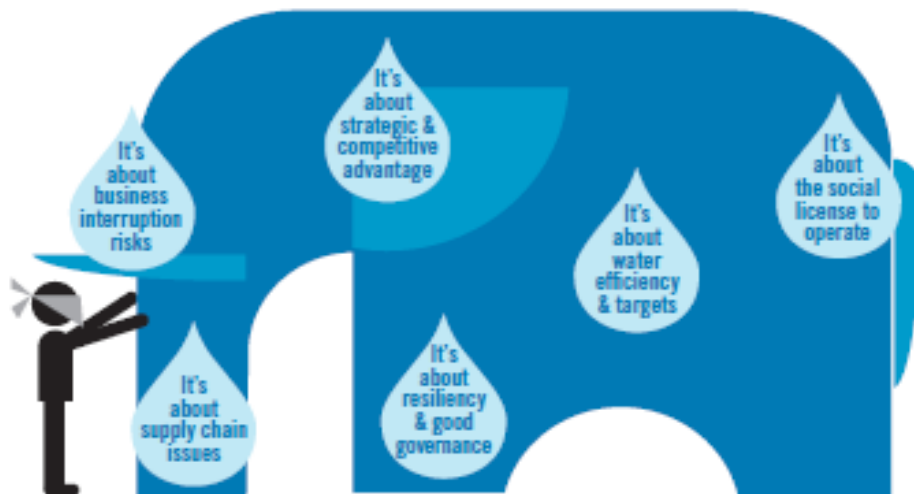 It's
about
business
interruption
risks
It's
about
strategic &
competitive
advantage
It's
about
the social
license to
operate
It's
about
water
efficiency
& targets
It's
about
supply chain
issues
It's
about
resiliency
& good
governance